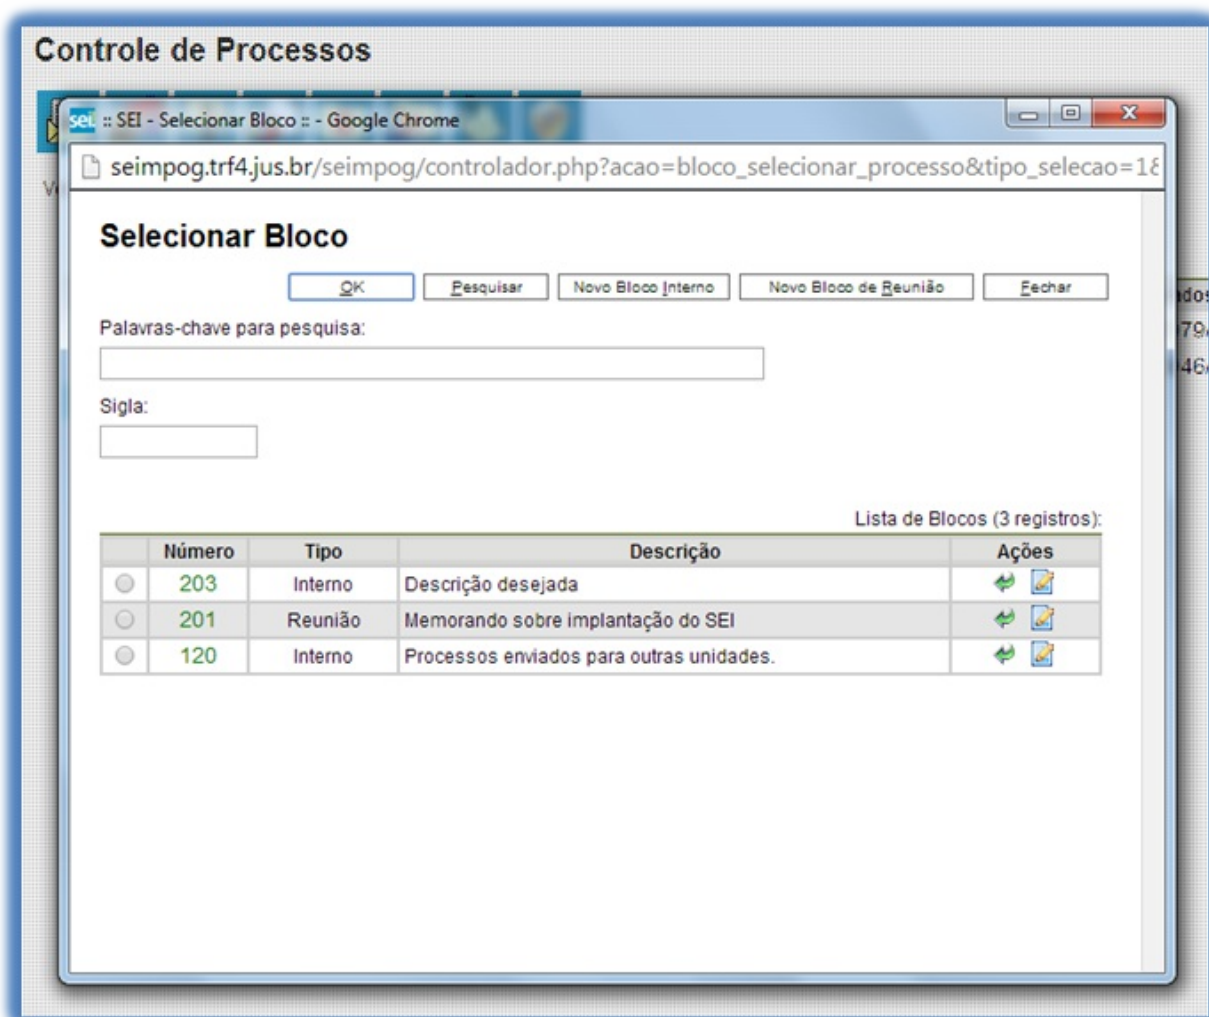 Controle de Processos
sei. :: SEI - Selecionar Bloco :: - Google Chrome
seimpog.trf4.jus.br/seimpog/controlador.php?acao=bloco_selecionar_processo&tipo_selecao=1&
Selecionar Bloco
OK Pesquisar Novo Bloco Interno Novo Bloco de Reunião Fechar
Palavras-chave para pesquisa:
Sigla:
Lista de Blocos (3 registros):
Número Tipo Descrição Ações
203 Interno Descrição desejada
201 Reunião Memorando sobre implantação do SEI
120 Interno Processos enviados para outras unidades.